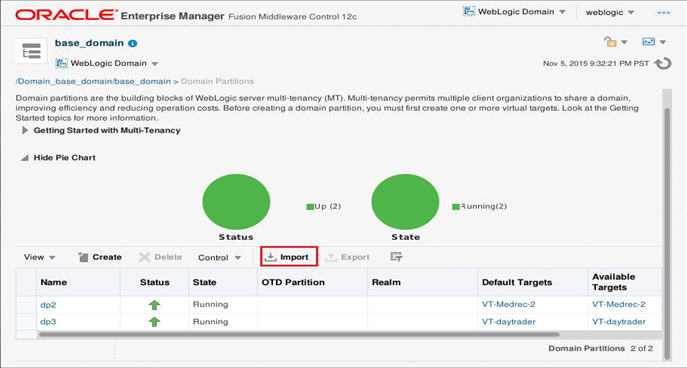 ORACLE Enterprise Manager Fusion Middleware Control 12c
WebLogic Domain
weblogic
base_domain
WebLogic Domain
Nov 5, 2015 9:32:21 PM PST
/Domain_base_domain/base_domain > Domain Partitions
Domain partitions are the building blocks of WebLogic server multi-tenancy (MT). Multi-tenancy permits multiple client organizations to share a domain,
improving efficiency and reducing operation costs. Before creating a domain partition, you must first create one or more virtual targets. Look at the Getting
Started topics for more information.
Getting Started with Multi-Tenancy
Hide Pie Chart
Up (2)
Running(2)
Status
State
View Create Delete Control Import Export
Name Status State OTD Partition Realm Default Targets Available Targets
dp2 Running VT-Medrec-2 VT-Medrec-2
dp3 Running VT-daytrader VT-daytrader
Domain Partitions 2 of 2